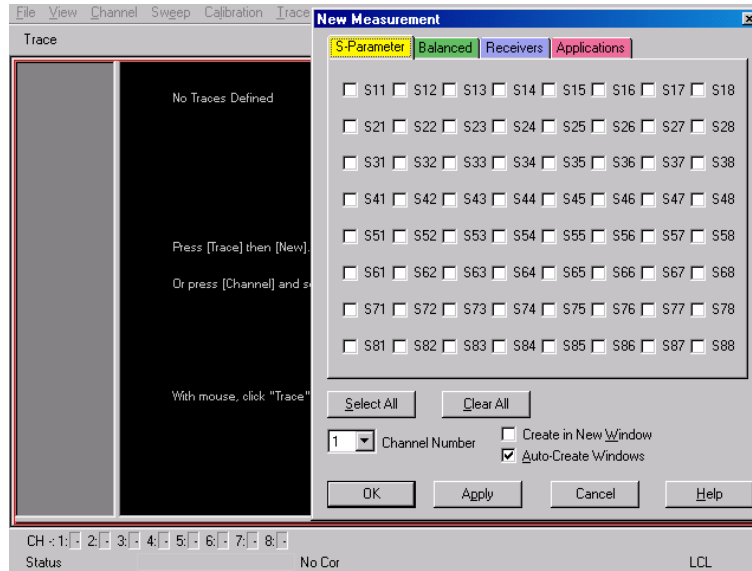 File View Channel Sweep Calibration Trace
Trace
No Traces Defined
Press [Trace] then [New].
Or press [Channel] and s
With mouse, click "Trace"
New Measurement
S-Parameter Balanced Receivers Applications
S11 S12 S13 S14 S15 S16 S17 S18
S21 S22 S23 S24 S25 S26 S27 S28
S31 S32 S33 S34 S35 S36 S37 S38
S41 S42 S43 S44 S45 S46 S47 S48
S51 S52 S53 S54 S55 S56 S57 S58
S61 S62 S63 S64 S65 S66 S67 S68
S71 S72 S73 S74 S75 S76 S77 S78
S81 S82 S83 S84 S85 S86 S87 S88
Select All Clear All
1 Channel Number
Create in New Window
Auto-Create Windows
OK Apply Cancel Help
CH -: 1: - 2: - 3: - 4: - 5: - 6: - 7: - 8: -
Status No Cor LCL